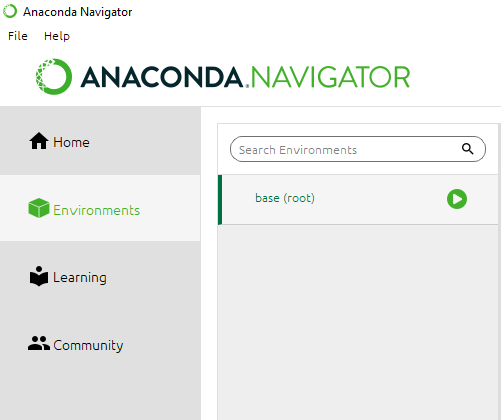 Anaconda Navigator
File Help
ANACONDA.NAVIGATOR
Home
Environments
Learning
Community
Search Environments
base (root)